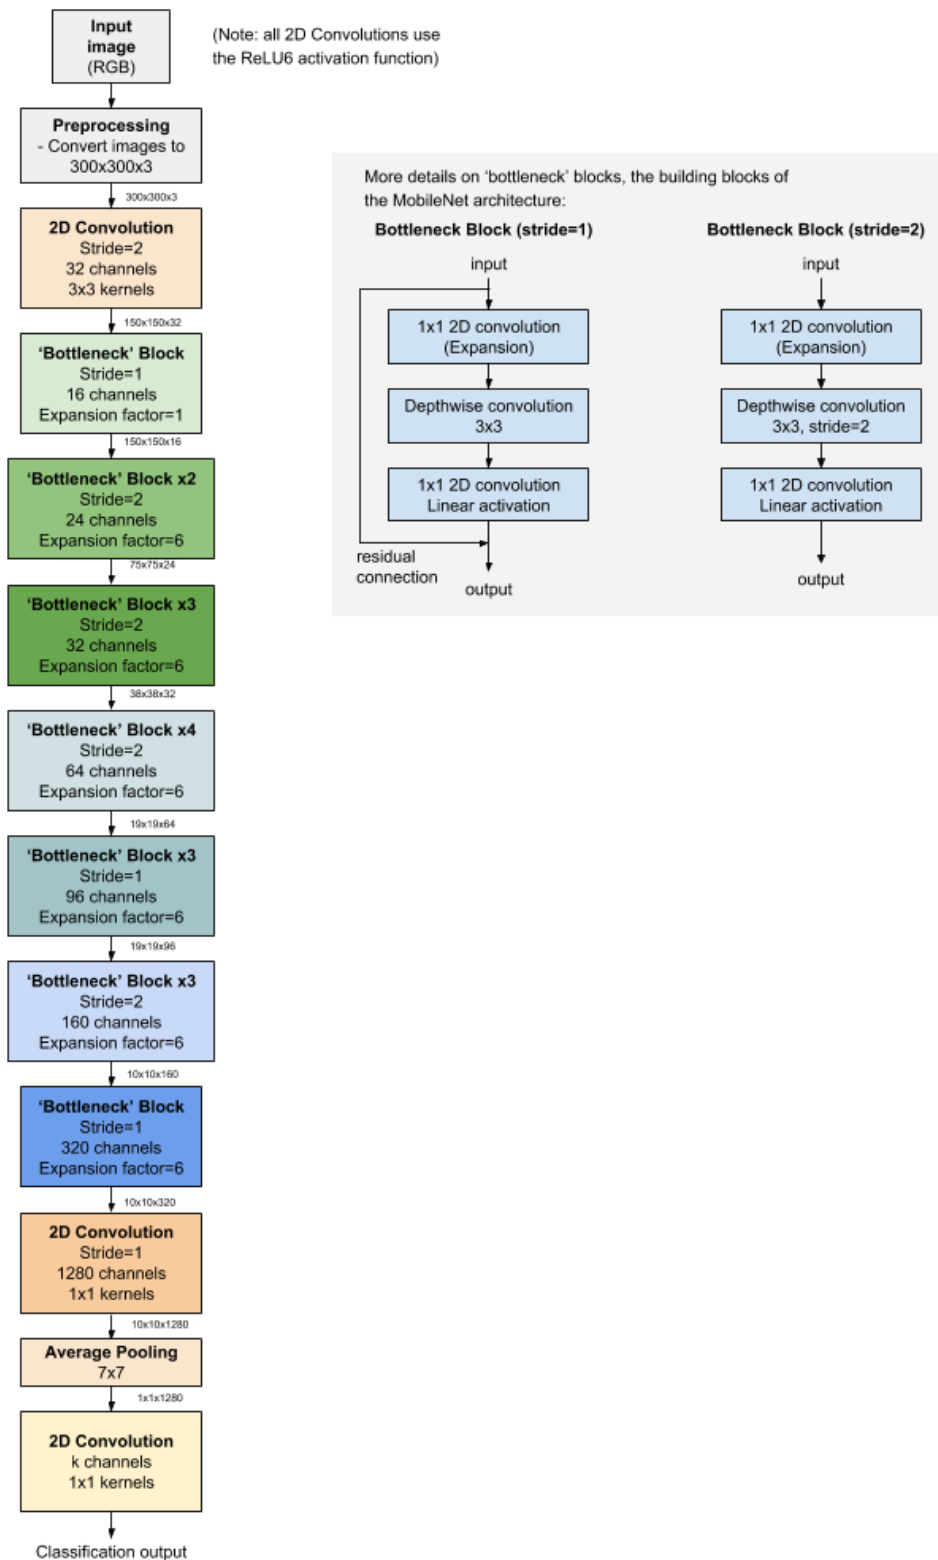 Input
image
(RGB)
(Note: all 2D Convolutions use
the ReLU6 activation function)
Preprocessing
- Convert images to
300x300x3
300x300x3
2D Convolution
Stride=2
32 channels
3x3 kernels
150x150x32
‘Bottleneck’ Block
Stride=1
16 channels
Expansion factor=1
150x150x16
‘Bottleneck’ Block x2
Stride=2
24 channels
Expansion factor=6
75x75x24
‘Bottleneck’ Block x3
Stride=2
32 channels
Expansion factor=6
38x38x32
‘Bottleneck’ Block x4
Stride=2
64 channels
Expansion factor=6
19x19x64
‘Bottleneck’ Block x3
Stride=1
96 channels
Expansion factor=6
19x19x96
‘Bottleneck’ Block x3
Stride=2
160 channels
Expansion factor=6
10x10x160
‘Bottleneck’ Block
Stride=1
320 channels
Expansion factor=6
10x10x320
2D Convolution
Stride=1
1280 channels
1x1 kernels
10x10x1280
Average Pooling
7x7
1x1x1280
2D Convolution
k channels
1x1 kernels
Classification output
More details on ‘bottleneck’ blocks, the building blocks of
the MobileNet architecture:
Bottleneck Block (stride=1)
input
1x1 2D convolution
(Expansion)
Depthwise convolution
3x3
1x1 2D convolution
Linear activation
residual
connection
output
Bottleneck Block (stride=2)
input
1x1 2D convolution
(Expansion)
Depthwise convolution
3x3, stride=2
1x1 2D convolution
Linear activation
output